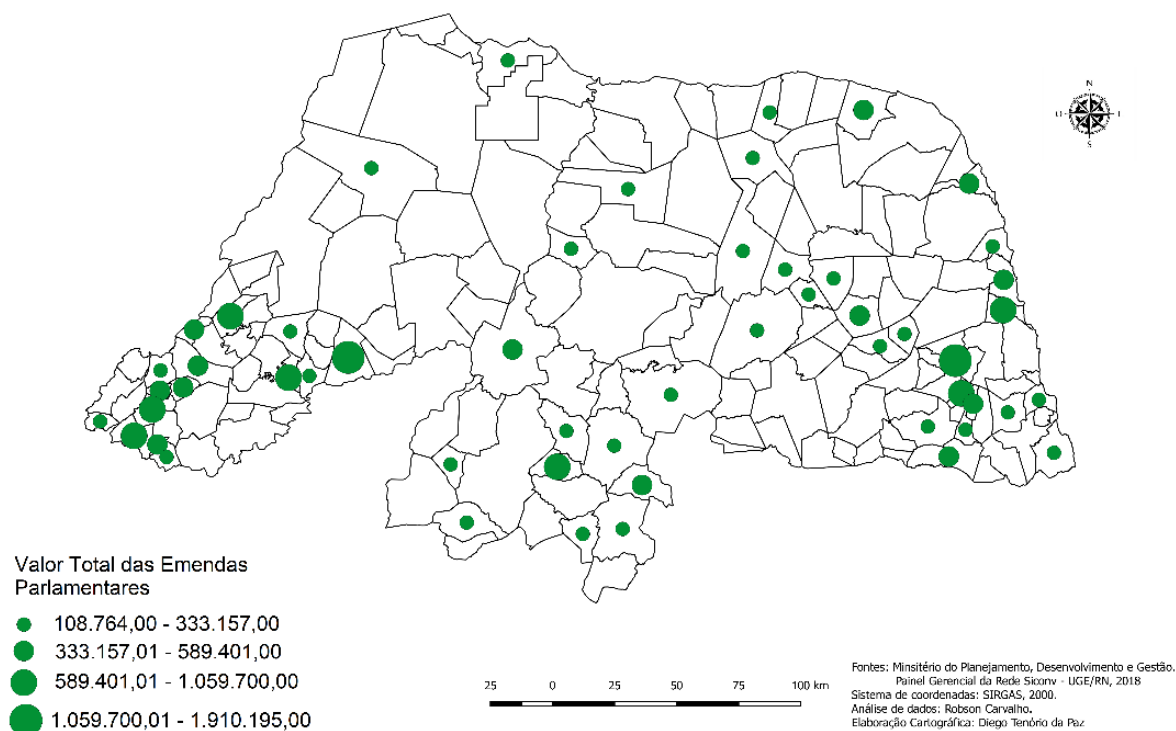 N
O
L
S
Valor Total das Emendas
Parlamentares
108.764,00 - 333.157,00
333.157,01 - 589.401,00
589.401,01 - 1.059.700,00
1.059.700,01 - 1.910.195,00
25 0 25 50 75 100 km
Fontes: Minsitério do Planejamento, Desenvolvimento e Gestão.
Painel Gerencial da Rede Siconv - UGE/RN, 2018
Sistema de coordenadas: SIRGAS, 2000.
Análise de dados: Robson Carvalho.
Elaboração Cartográfica: Diego Tenório da Paz